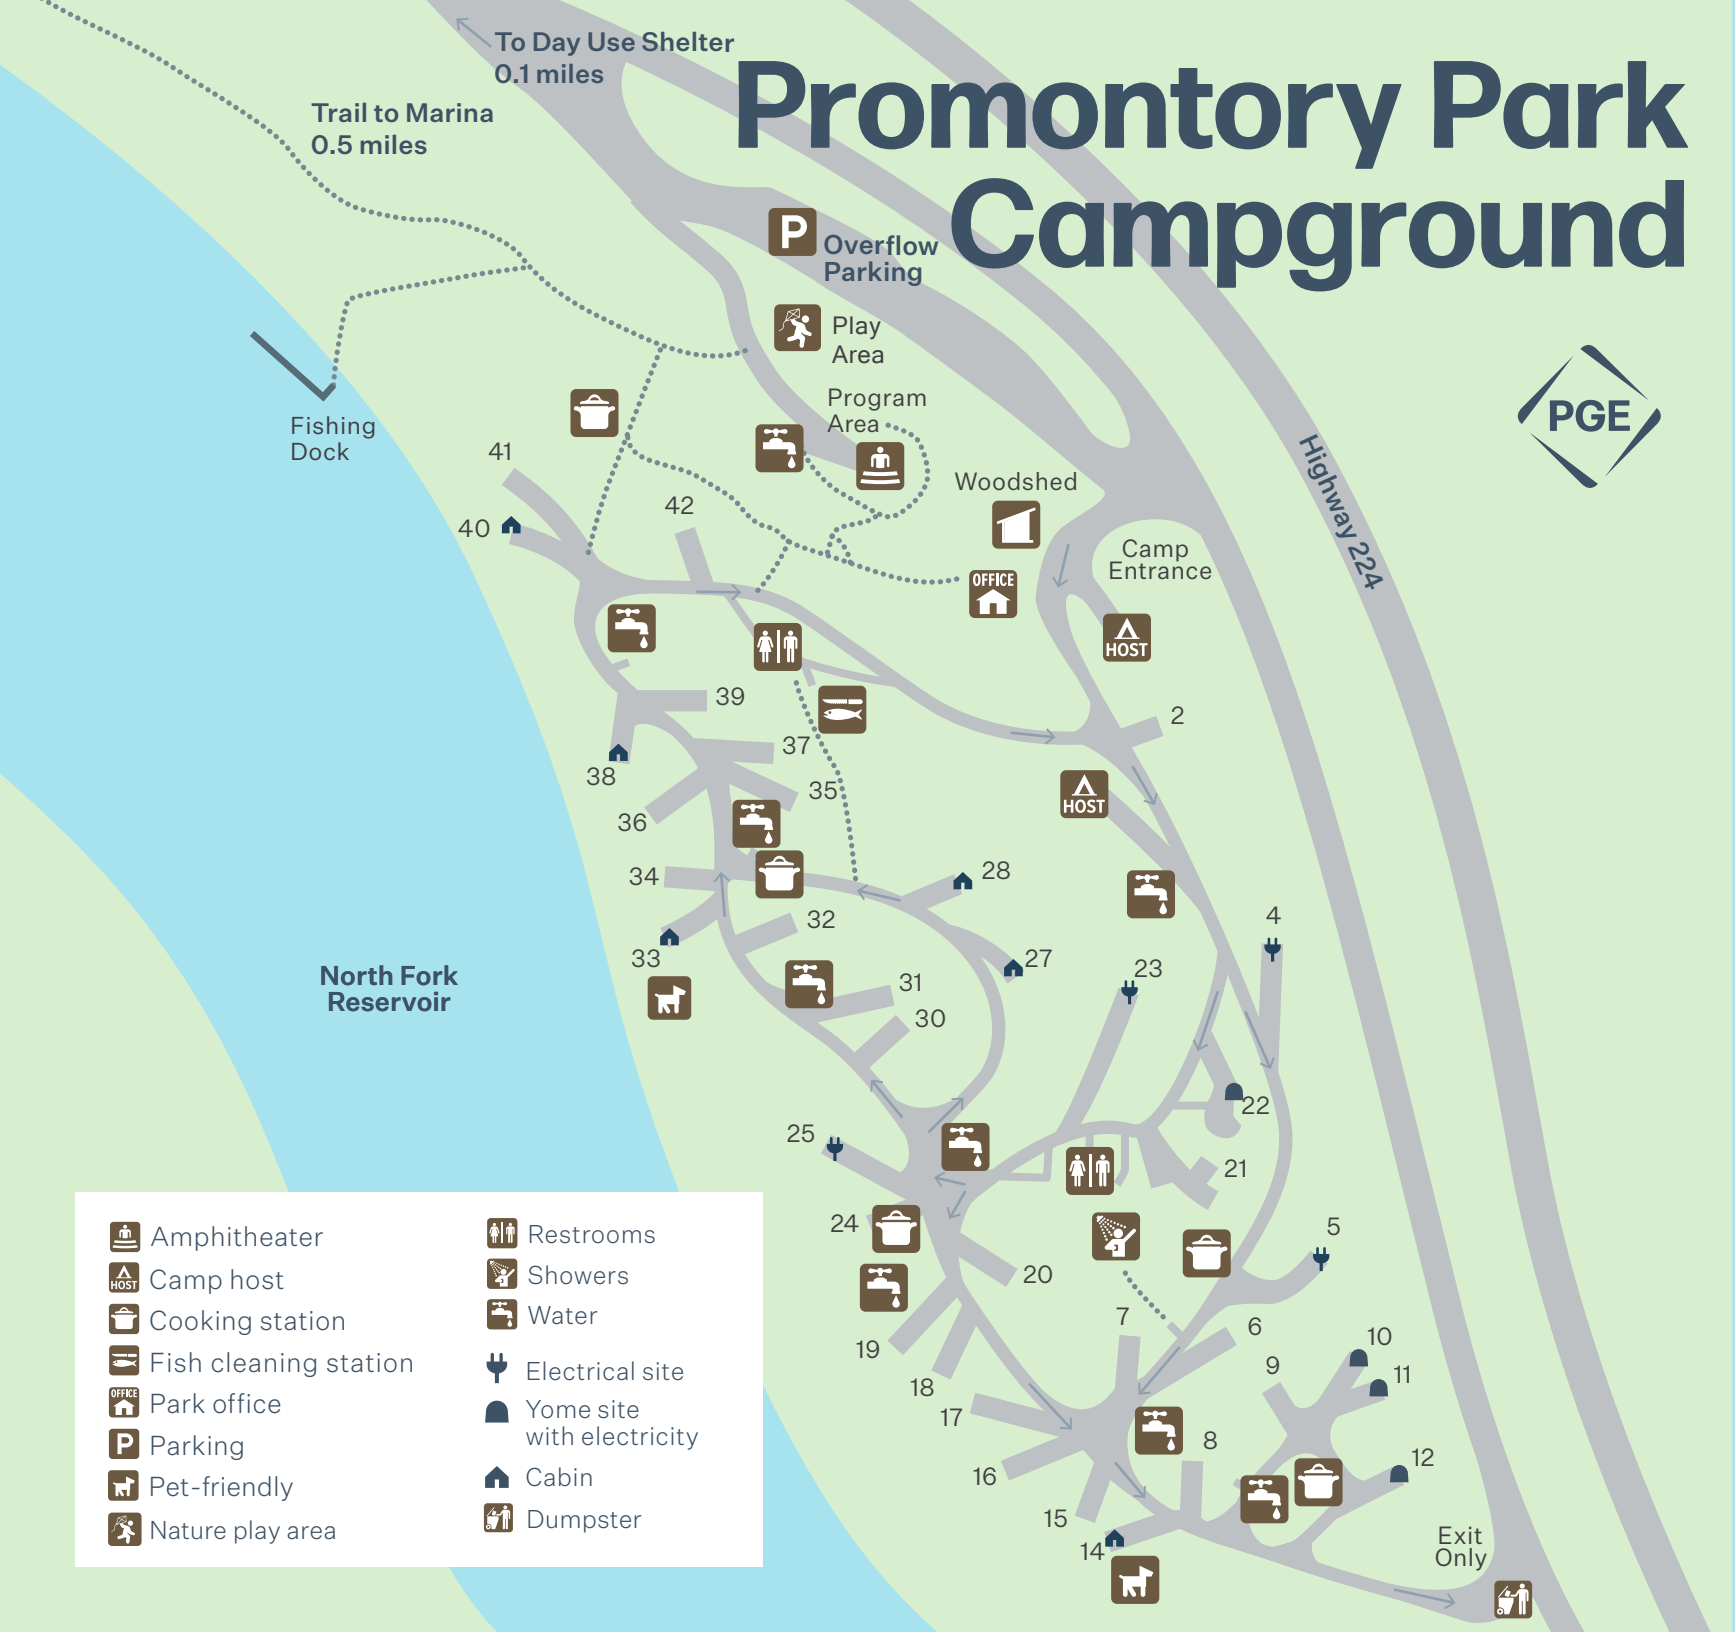 To Day Use Shelter
0.1 miles
Promontory Park
Campground
Trail to Marina
0.5 miles
P
Overflow
Parking
Play
Area
PGE
Program
Area
Fishing
Dock
Highway 224
41
Woodshed
42
40
Camp
Entrance
OFFICE
HOST
39
2
37
38
35
HOST
36
28
34
4
32
33
27
23
31
North Fork
Reservoir
30
22
25
21
24
5
20
7
6
10
19
9
11
18
17
8
12
16
15
14
Exit
Only
Amphitheater
HOST
Camp host
Cooking station
Fish cleaning station
OFFICE
Park office
P
Parking
Pet-friendly
Nature play area
Restrooms
Showers
Water
Electrical site
Yome site
with electricity
Cabin
Dumpster